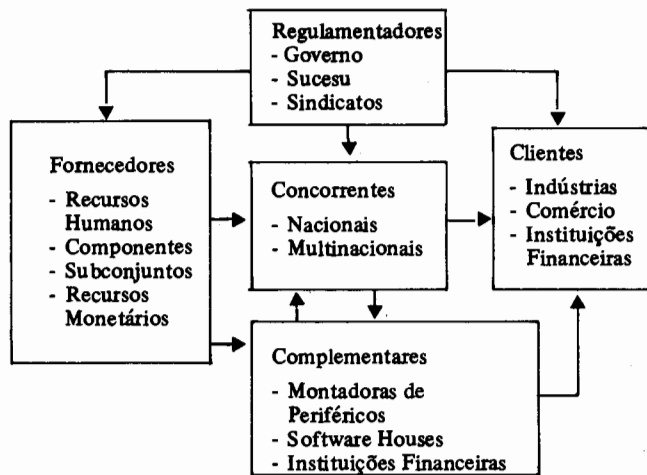 Regulamentadores
- Governo
- Sucesu
- Sindicatos
Fornecedores
- Recursos
Humanos
- Componentes
- Subconjuntos
- Recursos
Monetários
Concorrentes
- Nacionais
- Multinacionais
Clientes
- Indústrias
- Comércio
- Instituições
Financeiras
Complementares
- Montadoras de
Periféricos
- Software Houses
- Instituições Financeiras